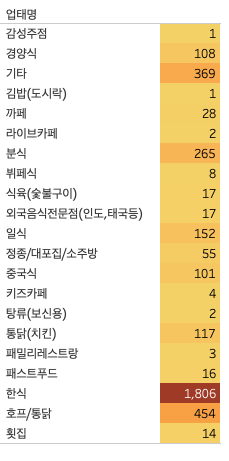 업태명
감성주점 1
경양식 108
기타 369
김밥(도시락) 1
까페 28
라이브카페 2
분식 265
뷔페식 8
식육(숯불구이) 17
외국음식전문점(인도,태국등) 17
일식 152
정종/대포집/소주방 55
중국식 101
키즈카페 4
탕류(보신용) 2
통닭(치킨) 117
패밀리레스트랑 3
패스트푸드 16
한식 1,806
호프/통닭 454
횟집 14